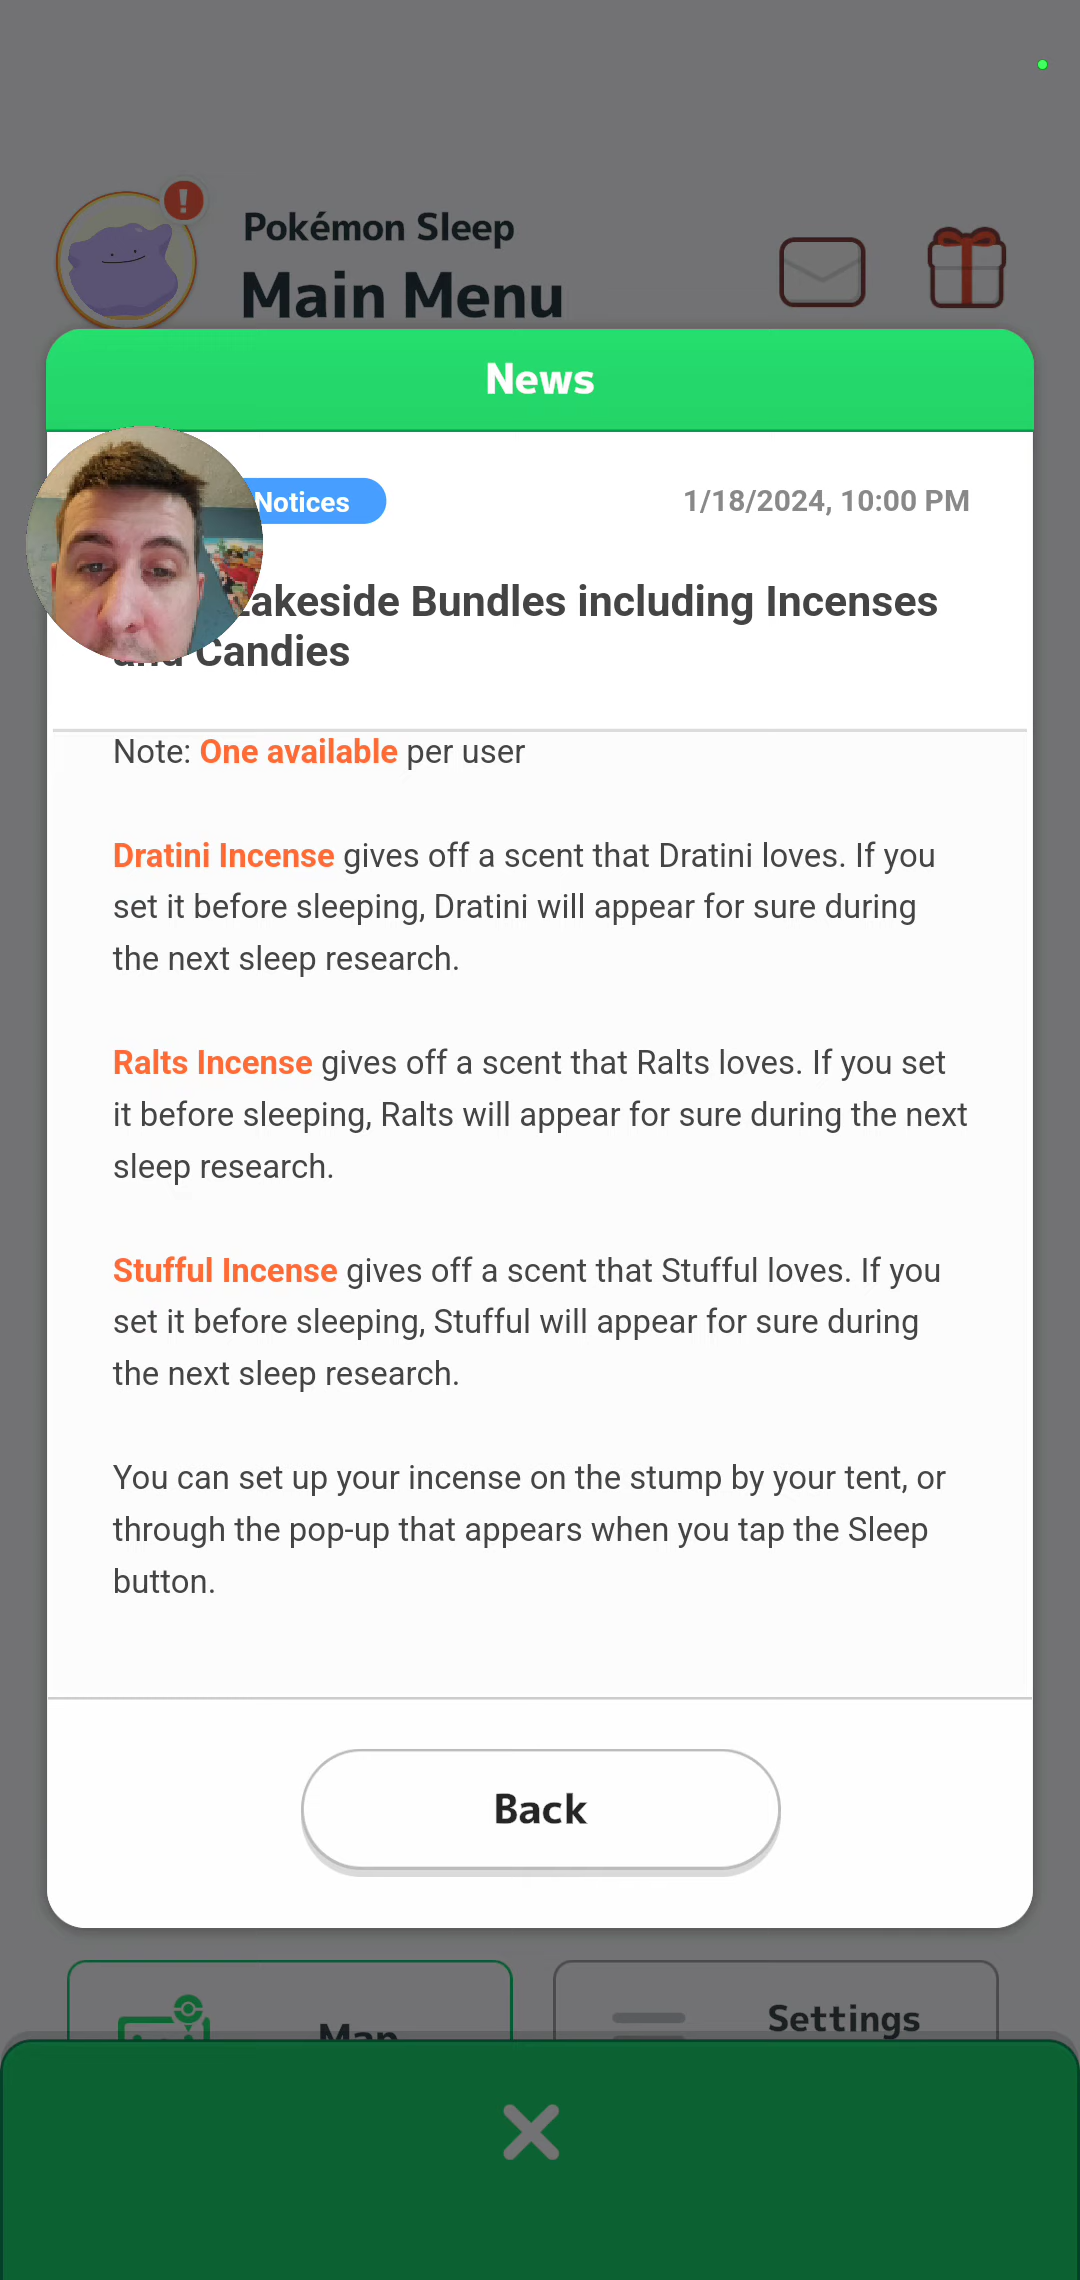 Pokémon Sleep
Main Menu
News
Notices
1/18/2024, 10:00 PM
Lakeside Bundles including Incenses
and Candies
Note: One available per user
Dratini Incense gives off a scent that Dratini loves. If you
set it before sleeping, Dratini will appear for sure during
the next sleep research.
Ralts Incense gives off a scent that Ralts loves. If you set
it before sleeping, Ralts will appear for sure during the next
sleep research.
Stufful Incense gives off a scent that Stufful loves. If you
set it before sleeping, Stufful will appear for sure during
the next sleep research.
You can set up your incense on the stump by your tent, or
through the pop-up that appears when you tap the Sleep
button.
Back
Map
Settings